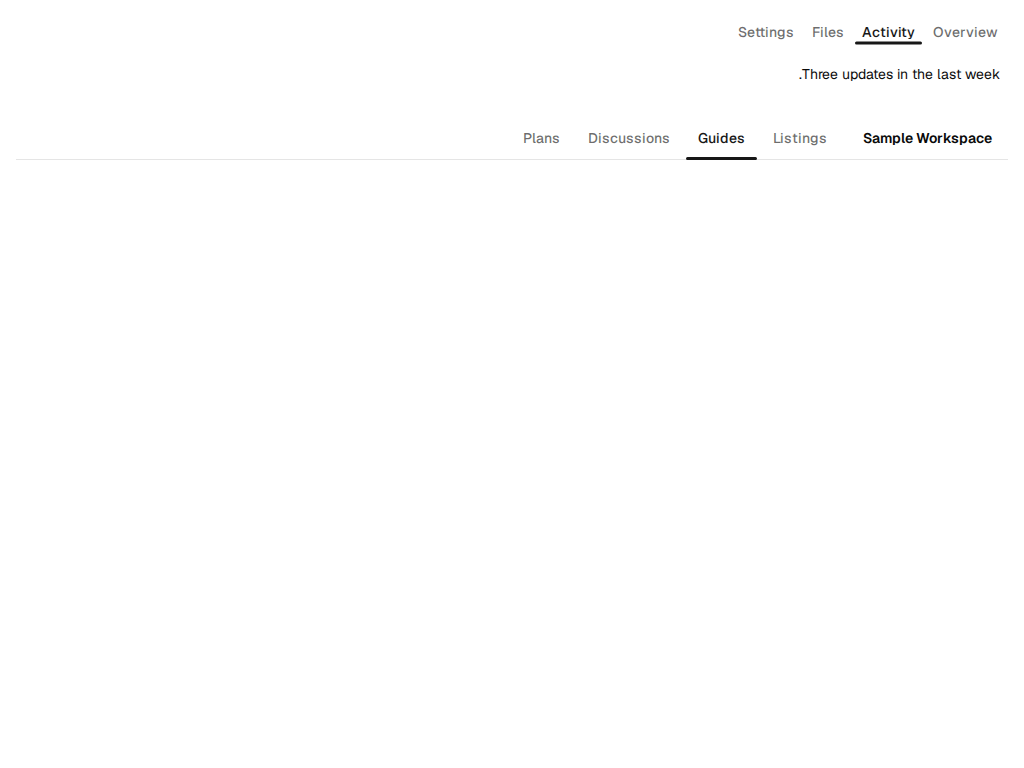 Overview Activity Files Settings
Three updates in the last week.
Sample Workspace Listings Guides Discussions Plans